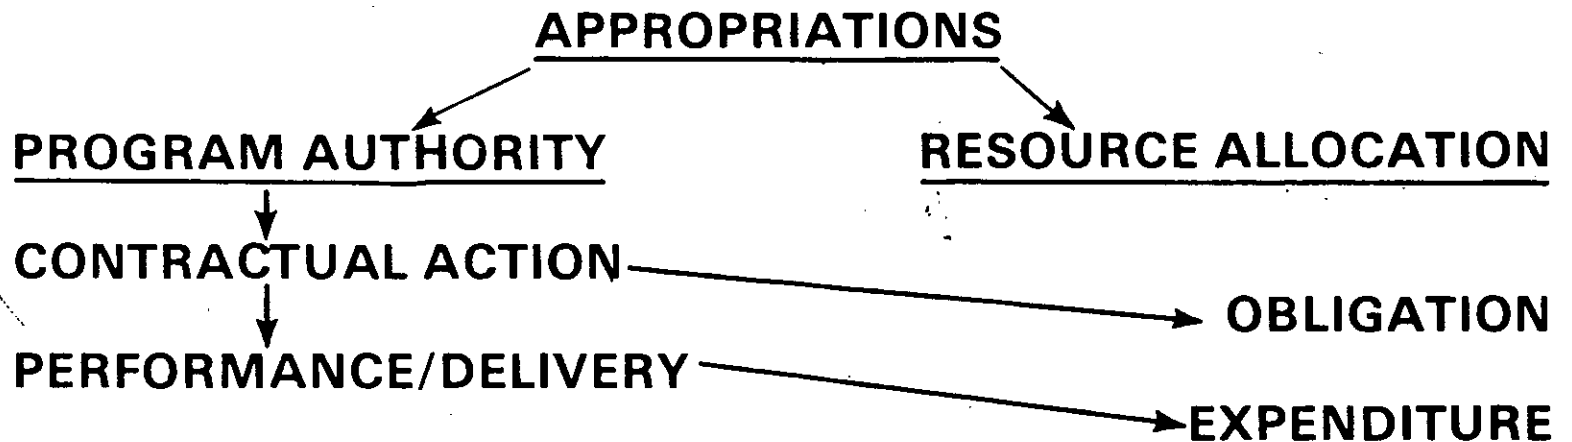 APPROPRIATIONS
PROGRAM AUTHORITY
RESOURCE ALLOCATION
CONTRACTUAL ACTION
OBLIGATION
PERFORMANCE/DELIVERY
EXPENDITURE